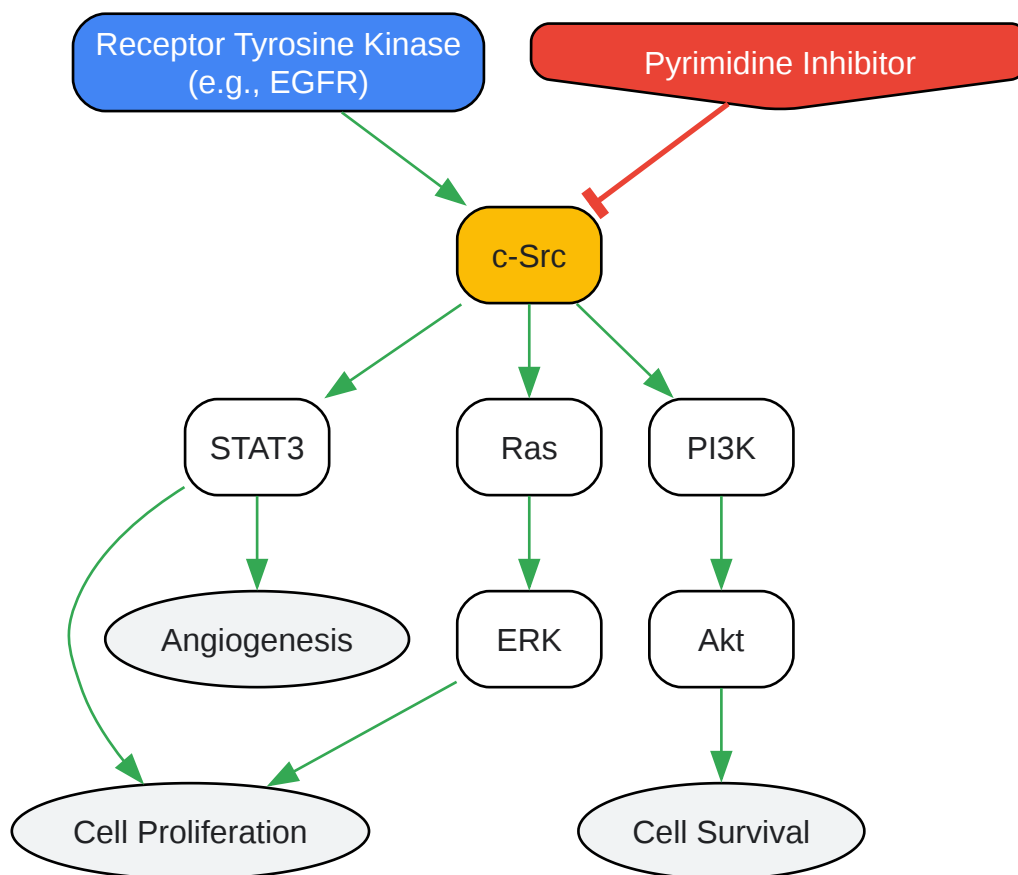 Receptor Tyrosine Kinase
(e.g., EGFR)
Pyrimidine Inhibitor
c-Src
STAT3
Ras
PI3K
Angiogenesis
ERK
Akt
Cell Proliferation
Cell Survival